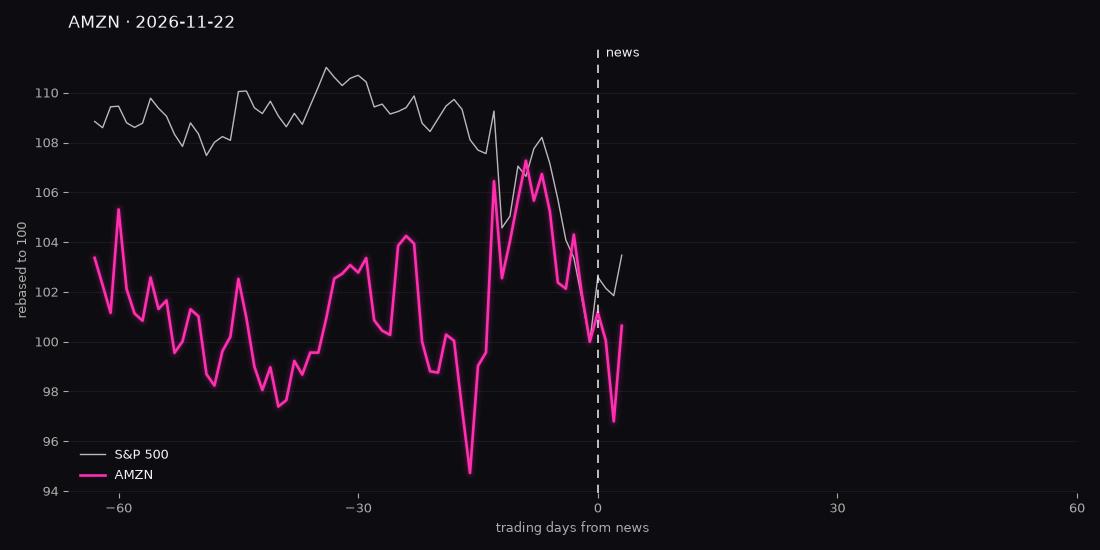 AMZN · 2026-11-22
news
110
108
106
104
102
100
98
96
94
rebased to 100
S&P 500
AMZN
−60
−30
0
30
60
trading days from news